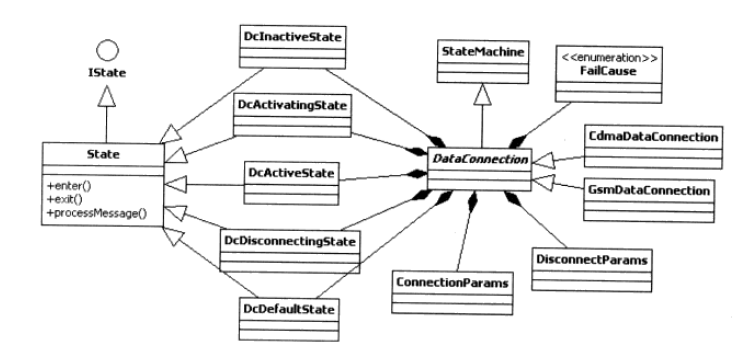 DcInactiveState
StateMachine
<<enumeration>>
FailCause
IState
DcActivatingState
CdmaDataConnection
State
DataConnection
DcActiveState
+enter()
+exit()
+processMessage()
GsmDataConnection
DcDisconnectingState
DisconnectParams
ConnectionParams
DcDefaultState